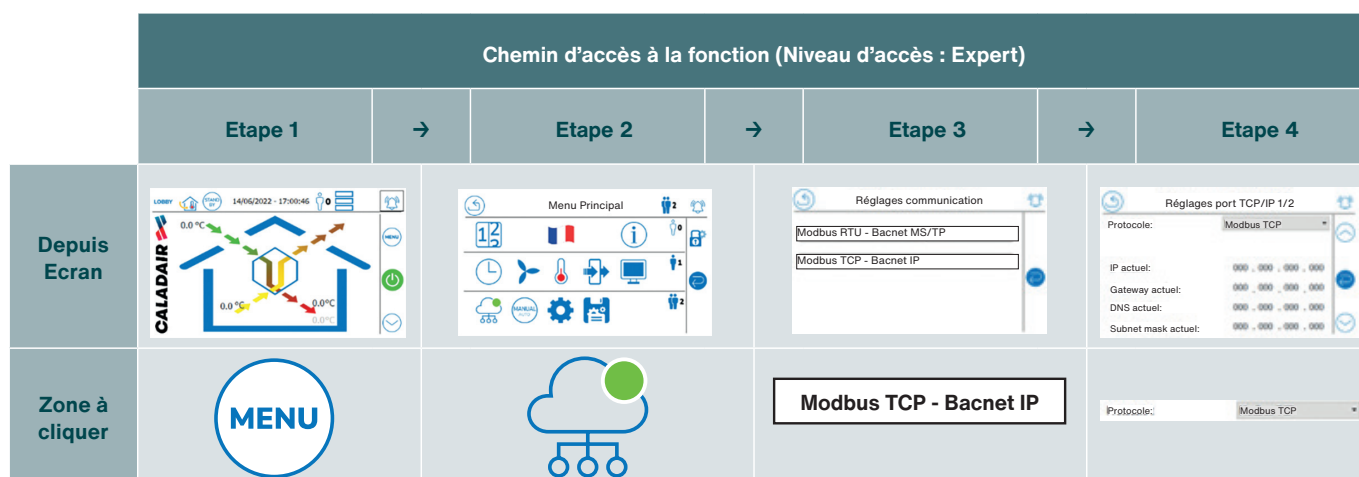 Chemin d'accès à la fonction (Niveau d'accès : Expert)
Etape 1 → Etape 2 → Etape 3 → Etape 4
Depuis
Ecran
LOBBY STAND BY 14/06/2022 - 17:00:46 0
CALADAIR
0.0 °C
0.0 °C
0.0°C
0.0°C
MENU
Menu Principal 2
12
2
i
0
1
MANUAL
AUTO
2
Réglages communication
Modbus RTU - Bacnet MS/TP
Modbus TCP - Bacnet IP
Réglages port TCP/IP 1/2
Protocole: Modbus TCP
IP actuel: 000 . 000 . 000 . 000
Gateway actuel: 000 . 000 . 000 . 000
DNS actuel: 000 . 000 . 000 . 000
Subnet mask actuel: 000 . 000 . 000 . 000
Zone à
cliquer
MENU
Modbus TCP - Bacnet IP
Protocole: Modbus TCP